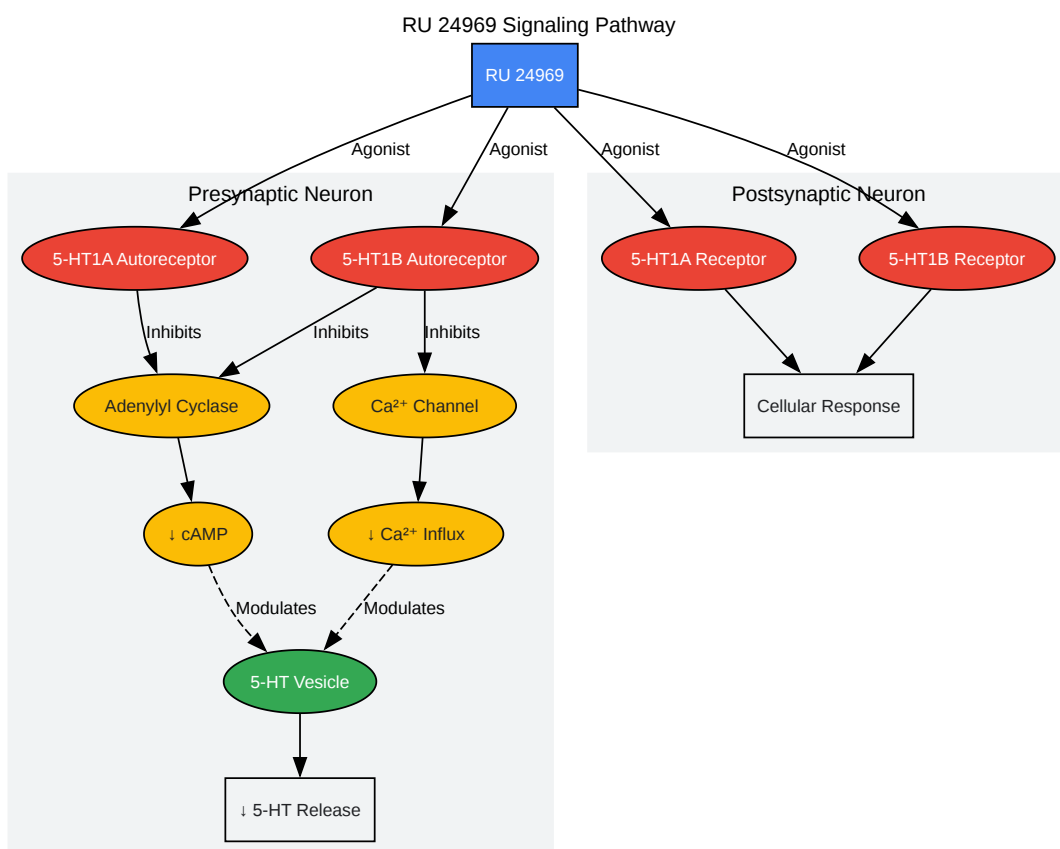 RU 24969 Signaling Pathway
RU 24969
Agonist
Agonist
Agonist
Agonist
Presynaptic Neuron
Postsynaptic Neuron
5-HT1A Autoreceptor
5-HT1B Autoreceptor
5-HT1A Receptor
5-HT1B Receptor
Inhibits
Inhibits
Inhibits
Adenylyl Cyclase
Ca²⁺ Channel
Cellular Response
↓ cAMP
↓ Ca²⁺ Influx
Modulates
Modulates
5-HT Vesicle
↓ 5-HT Release